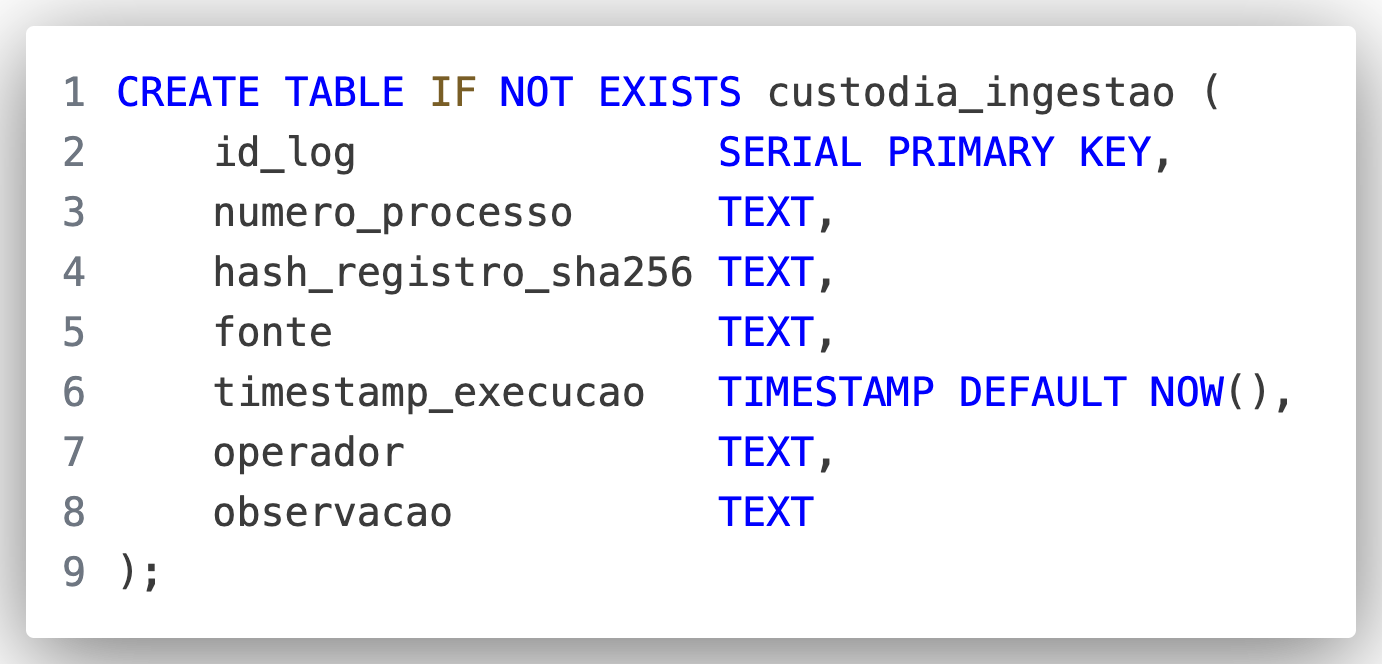 1 CREATE TABLE IF NOT EXISTS custodia_ingestao (
2     id_log               SERIAL PRIMARY KEY,
3     numero_processo      TEXT,
4     hash_registro_sha256 TEXT,
5     fonte                TEXT,
6     timestamp_execucao   TIMESTAMP DEFAULT NOW(),
7     operador             TEXT,
8     observacao           TEXT
9 );